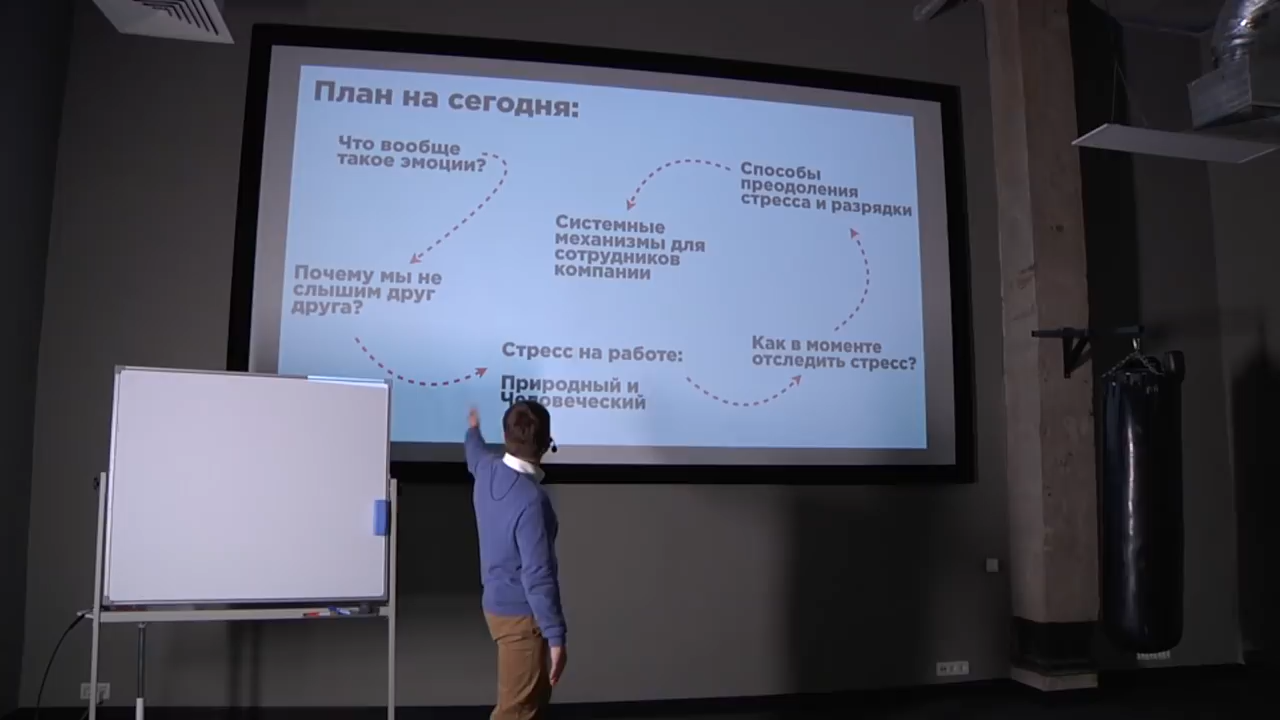 План на сегодня:
Что вообще
такое эмоции?
Почему мы не
слышим друг
друга?
Стресс на работе:
Природный и
Человеческий
Как в моменте
отследить стресс?
Способы
преодоления
стресса и разрядки
Системные
механизмы для
сотрудников
компании